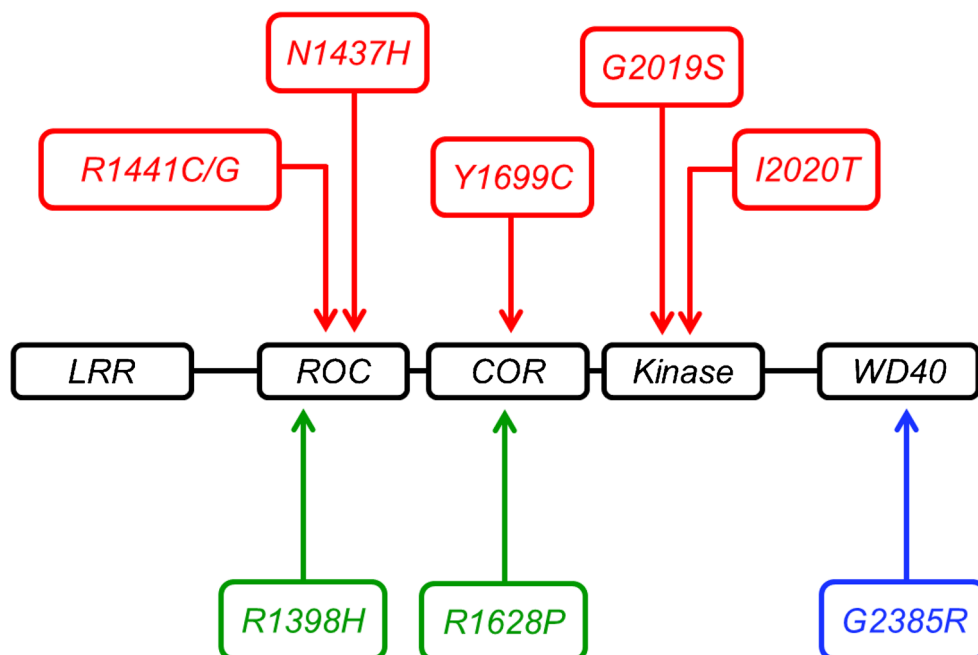 N1437H
G2019S
R1441C/G
Y1699C
I2020T
LRR
ROC
COR
Kinase
WD40
R1398H
R1628P
G2385R